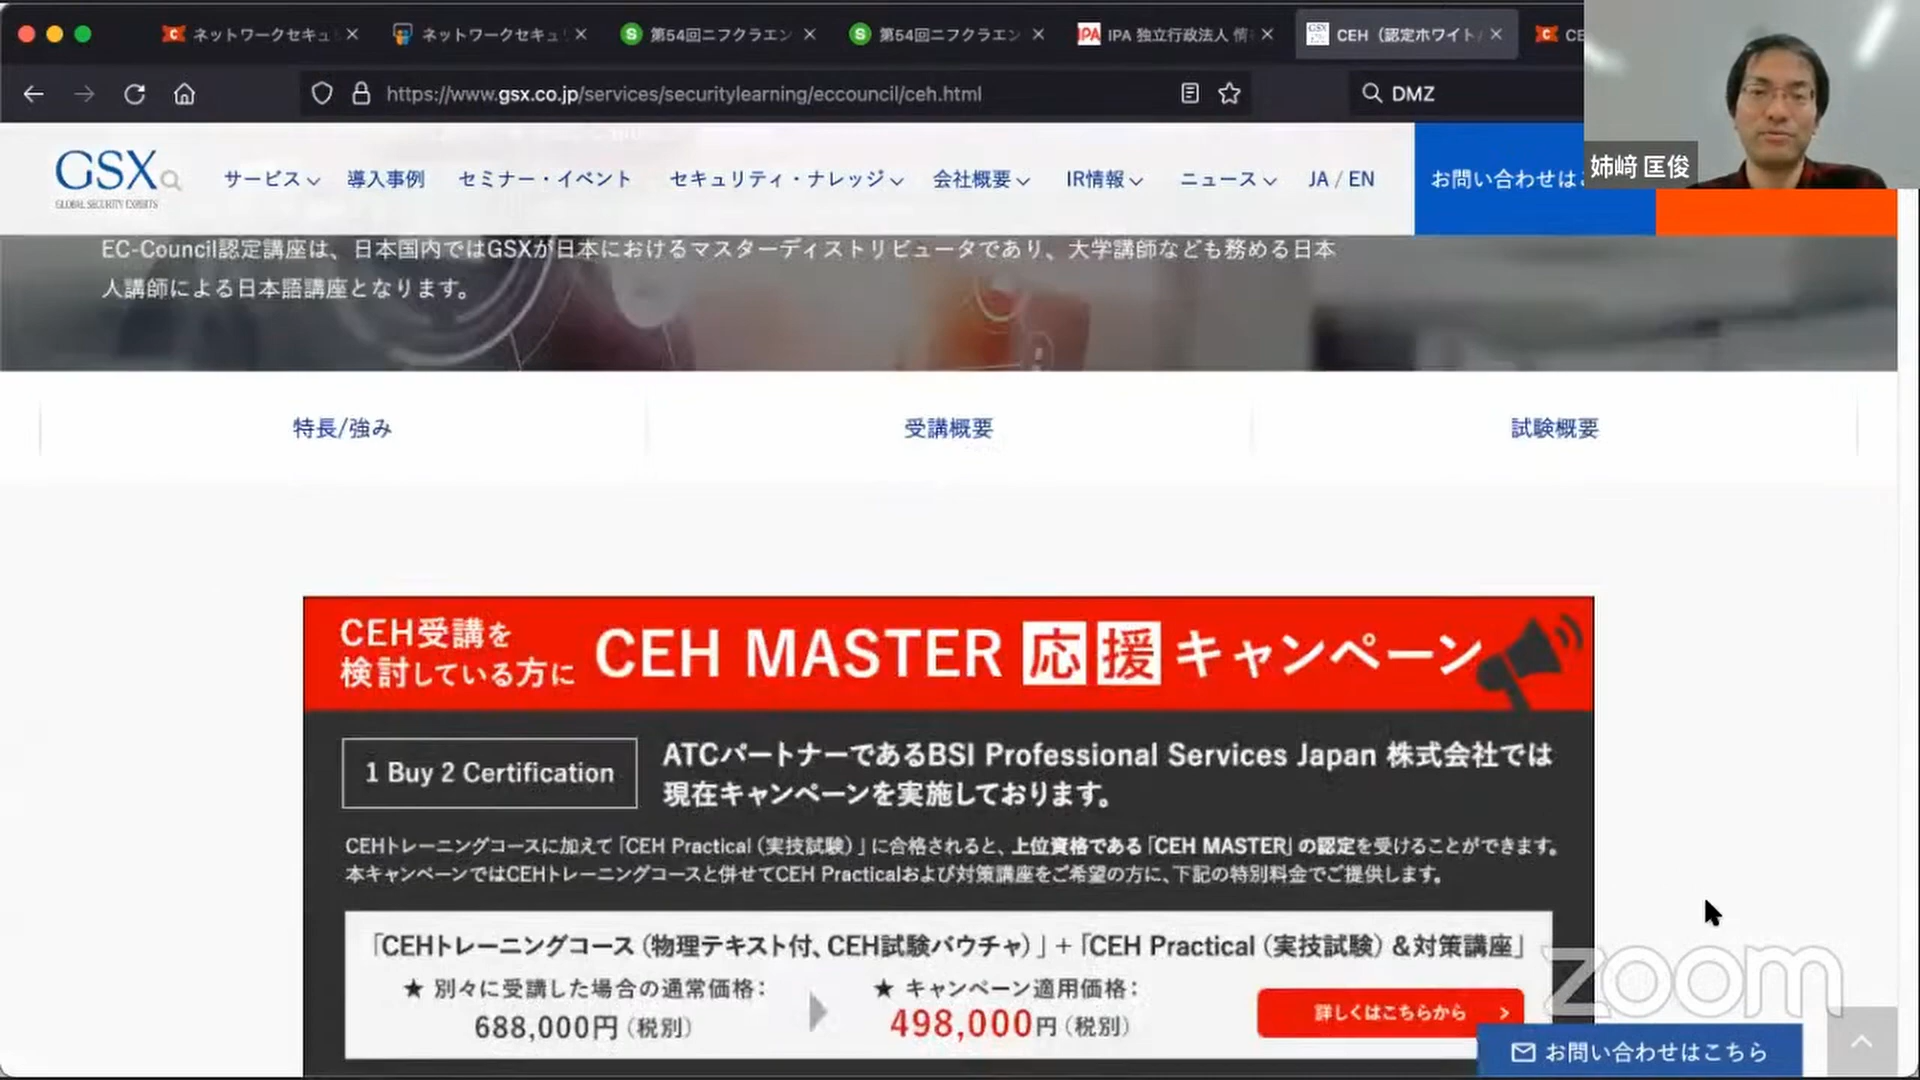 ネットワークセキュ
ネットワークセキュ
第54回ニフクラエン
第54回ニフクラエン
IPA 独立行政法人 情
CEH（認定ホワイト
CE
https://www.gsx.co.jp/services/securitylearning/eccouncil/ceh.html
DMZ
姉﨑 匡俊
GSX
GLOBAL SECURITY EXPERTS
サービス
導入事例
セミナー・イベント
セキュリティ・ナレッジ
会社概要
IR情報
ニュース
JA / EN
お問い合わせは
EC-Council認定講座は、日本国内ではGSXが日本におけるマスターディストリビュータであり、大学講師なども務める日本
人講師による日本語講座となります。
特長/強み
受講概要
試験概要
CEH受講を
検討している方に
CEH MASTER 応援キャンペーン
1 Buy 2 Certification
ATCパートナーであるBSI Professional Services Japan 株式会社では
現在キャンペーンを実施しております。
CEHトレーニングコースに加えて「CEH Practical（実技試験）」に合格されると、上位資格である「CEH MASTER」の認定を受けることができます。
本キャンペーンではCEHトレーニングコースと併せてCEH Practicalおよび対策講座をご希望の方に、下記の特別料金でご提供します。
「CEHトレーニングコース（物理テキスト付、CEH試験バウチャ）」+「CEH Practical（実技試験）&対策講座」
★ 別々に受講した場合の通常価格：
688,000円（税別）
★ キャンペーン適用価格：
498,000円（税別）
詳しくはこちらから
zoom
お問い合わせはこちら